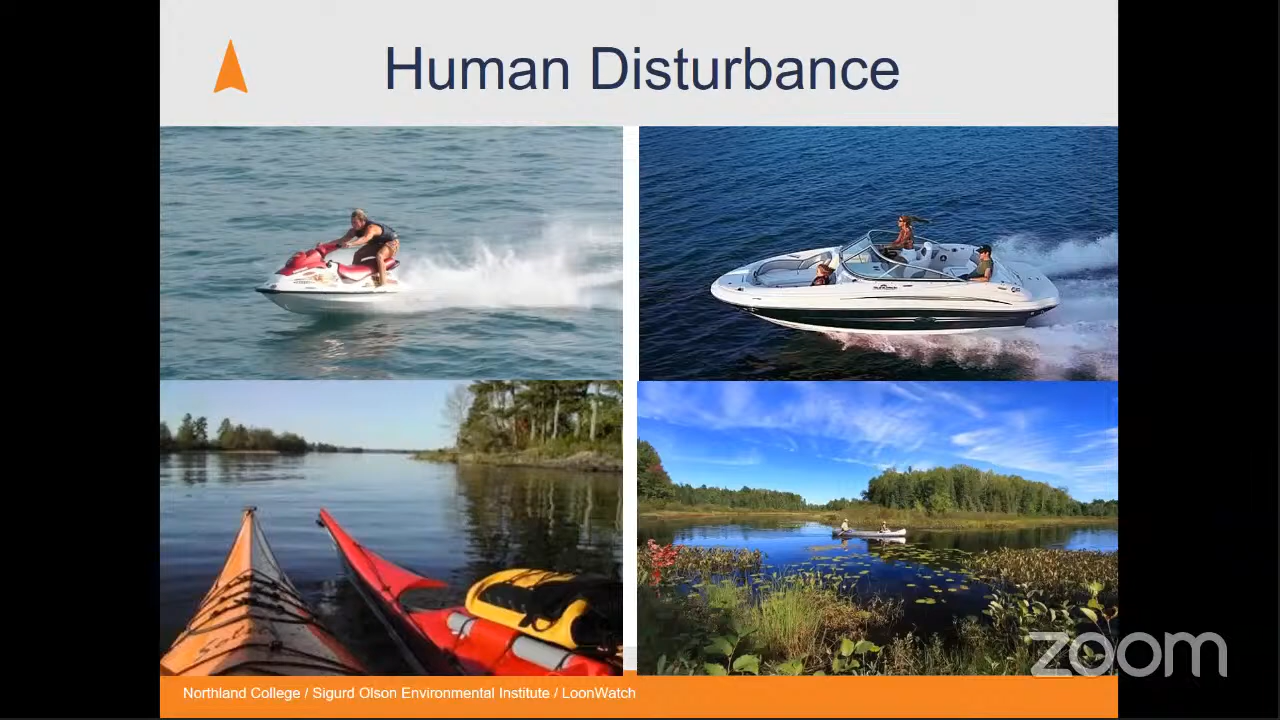 Human Disturbance
Northland College / Sigurd Olson Environmental Institute / LoonWatch
zoom